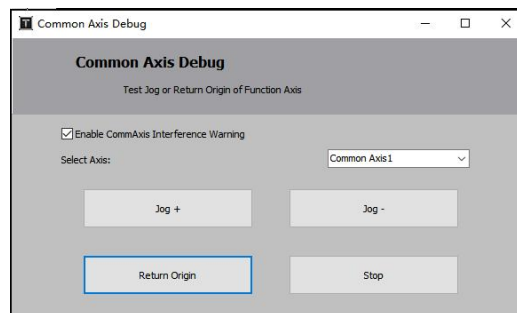 T Common Axis Debug
Common Axis Debug
Test Jog or Return Origin of Function Axis
Enable CommAxis Interference Warning
Select Axis: Common Axis1
Jog + Jog -
Return Origin Stop